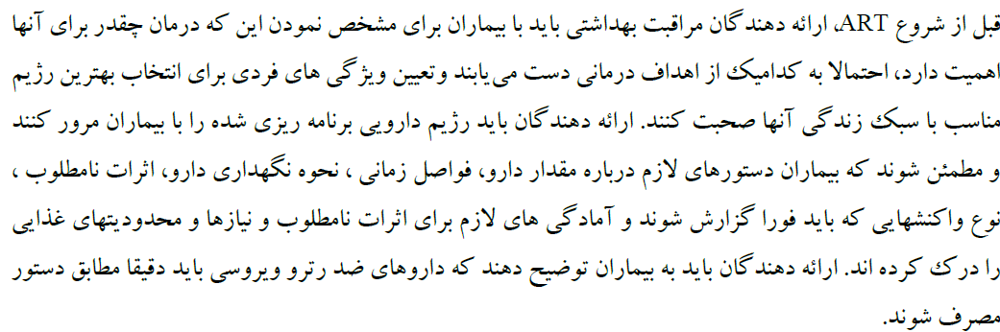 قبل از شروع ART، ارائه دهندگان مراقبت بهداشتی باید با بیماران برای مشخص نمودن این که درمان چقدر برای آنها
اهمیت دارد، احتمالا به کدامیک از اهداف درمانی دست می‌یابند وتعیین ویژگی های فردی برای انتخاب بهترین رژیم
مناسب با سبک زندگی آنها صحبت کنند. ارائه دهندگان باید رژیم دارویی برنامه ریزی شده را با بیماران مرور کنند
و مطمئن شوند که بیماران دستورهای لازم درباره مقدار دارو، فواصل زمانی ، نحوه نگهداری دارو، اثرات نامطلوب ،
نوع واکنشهایی که باید فورا گزارش شوند و آمادگی های لازم برای اثرات نامطلوب و نیازها و محدودیتهای غذایی
را درک کرده اند. ارائه دهندگان باید به بیماران توضیح دهند که داروهای ضد رترو ویروسی باید دقیقا مطابق دستور
مصرف شوند.